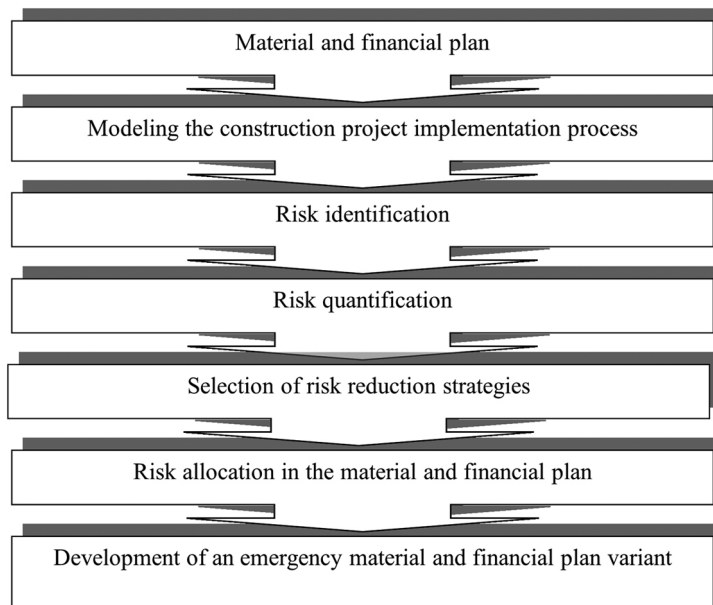 Material and financial plan
Modeling the construction project implementation process
Risk identification
Risk quantification
Selection of risk reduction strategies
Risk allocation in the material and financial plan
Development of an emergency material and financial plan variant